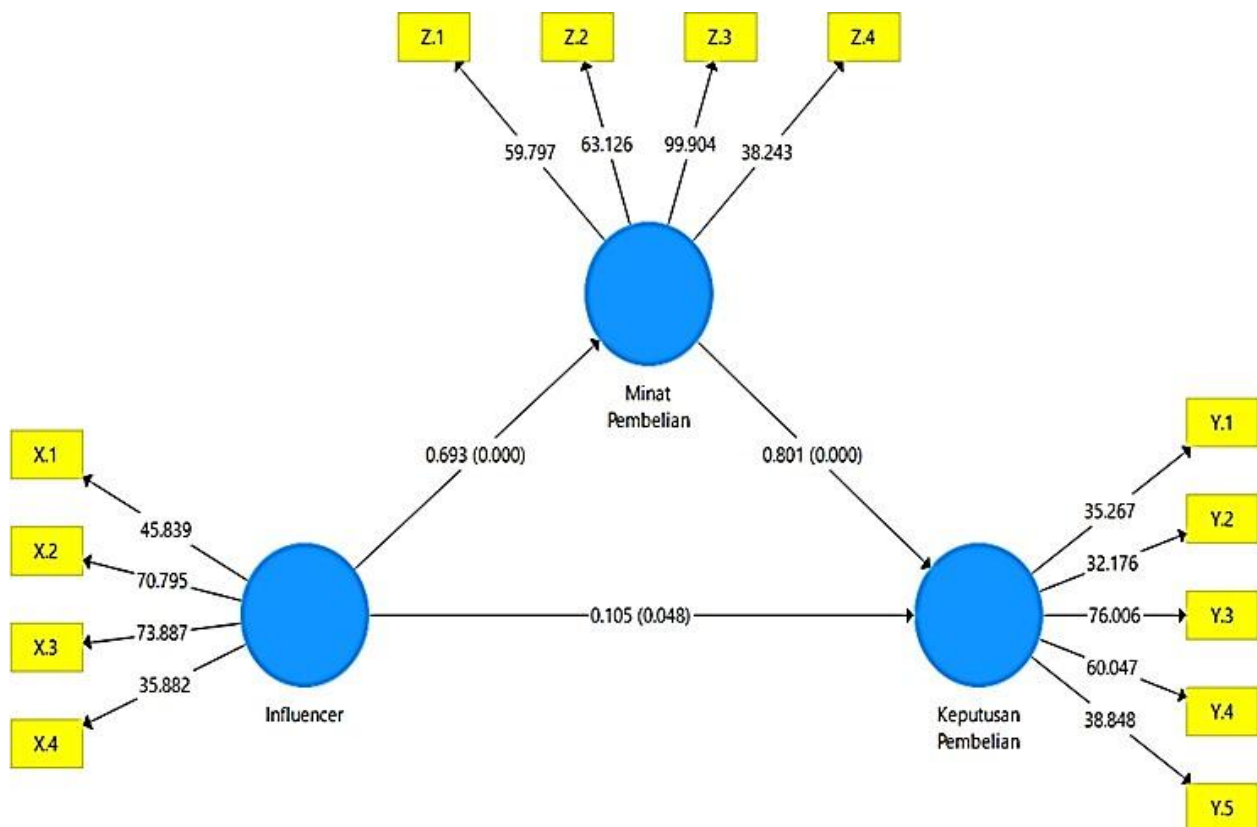 Z.1
Z.2
Z.3
Z.4
59.797
63.126
99.904
38.243
Minat
Pembelian
0.693 (0.000)
0.801 (0.000)
X.1
X.2
X.3
X.4
45.839
70.795
73.887
35.882
Influencer
0.105 (0.048)
Keputusan
Pembelian
35.267
32.176
76.006
60.047
38.848
Y.1
Y.2
Y.3
Y.4
Y.5